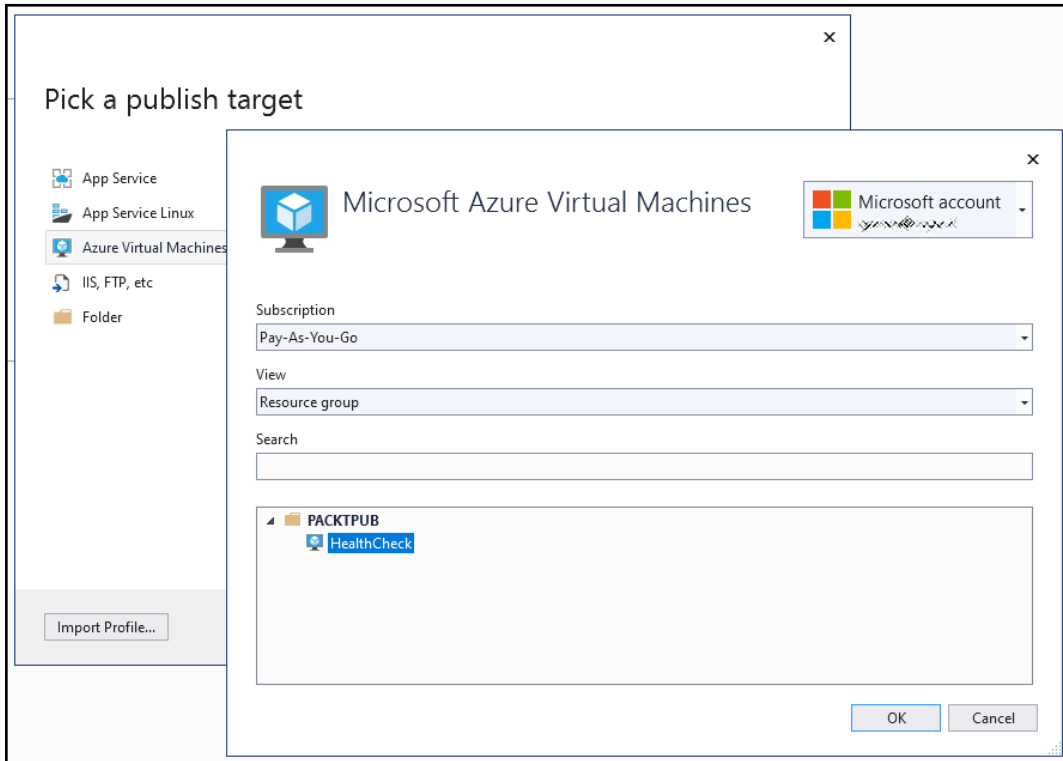 Pick a publish target
App Service
App Service Linux
Azure Virtual Machines
IIS, FTP, etc
Folder
Import Profile...
Microsoft Azure Virtual Machines
Microsoft account
Subscription
Pay-As-You-Go
View
Resource group
Search
PACKTPUB
HealthCheck
OK Cancel